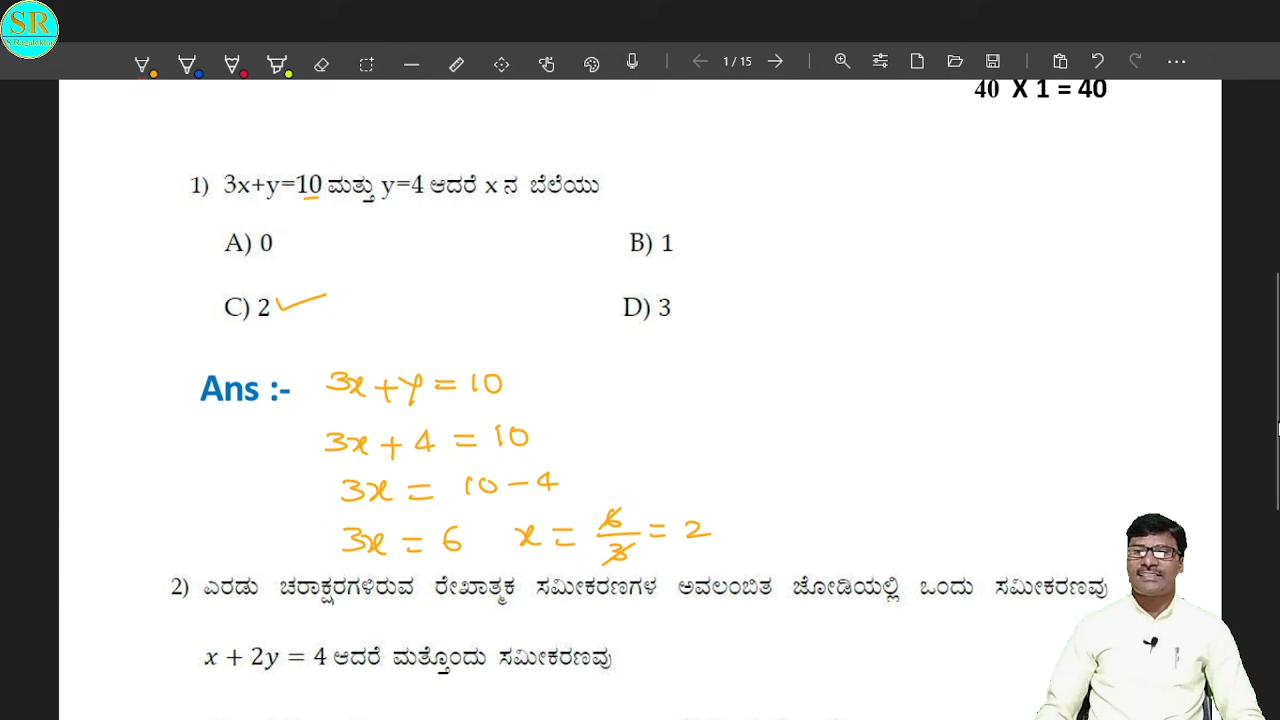 SR
1 / 15
40 X 1 = 40
1) 3x+y=10 ಮತ್ತು y=4 ಆದರೆ x ನ ಬೆಲೆಯು
A) 0 B) 1
C) 2 D) 3
Ans :- 3x + y = 10
3x + 4 = 10
3x = 10 - 4
3x = 6 x = 6/3 = 2
2) ಎರಡು ಚರಾಕ್ಷರಗಳಿರುವ ರೇಖಾತ್ಮಕ ಸಮೀಕರಣಗಳ ಅವಲಂಬಿತ ಜೋಡಿಯಲ್ಲಿ ಒಂದು ಸಮೀಕರಣವು
x + 2y = 4 ಆದರೆ ಮತ್ತೊಂದು ಸಮೀಕರಣವು